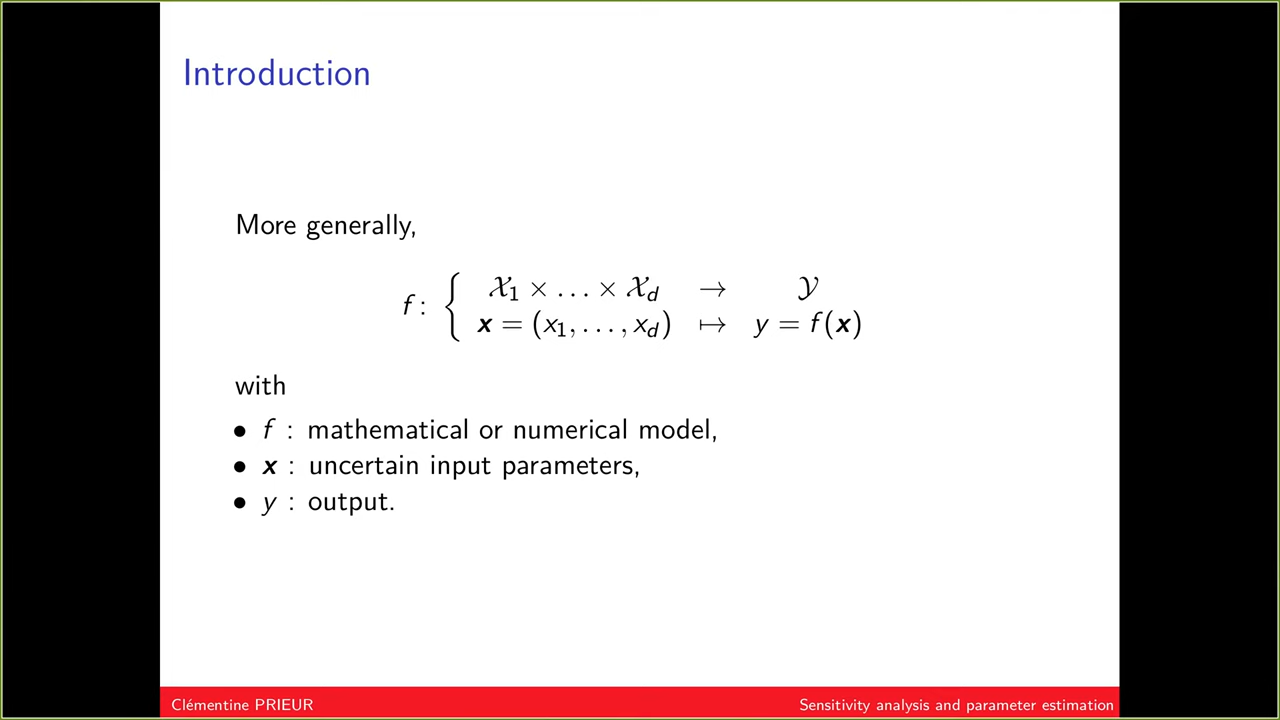 Introduction
More generally,
f : { 𝒳₁ × … × 𝒳_d → 𝒴
𝐱 = (x₁, …, x_d) ↦ y = f(𝐱)
with
• f : mathematical or numerical model,
• 𝐱 : uncertain input parameters,
• y : output.
Clémentine PRIEUR Sensitivity analysis and parameter estimation